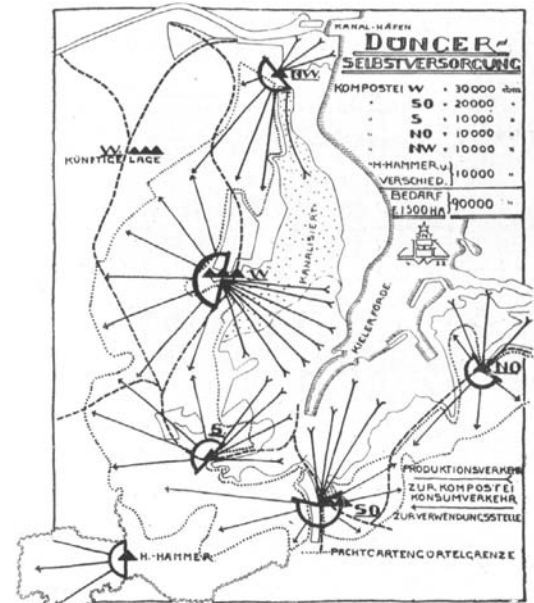 KANAL-HÄFEN
DÜNGER-
SELBSTVERSORGUNG
KOMPOSTEI W = 30000 cbm
" SO = 20000 "
" S = 10000 "
" NO = 10000 "
" NW = 10000 "
"H-HAMMER U.
VERSCHIED. } 10000 "
BEDARF
F. 1500 HA } 90000 "
NW
W
KÜNFTIGE LAGE
KANALISIERT
W
KIELER FÖRDE
NO
S
SO
PRODUKTIONSVERKEHR
ZUR KOMPOSTEI
KONSUMVERKEHR
ZUR VERWENDUNGSSTELLE
H.-HAMMER
PACHTGARTENGÜRTELGRENZE